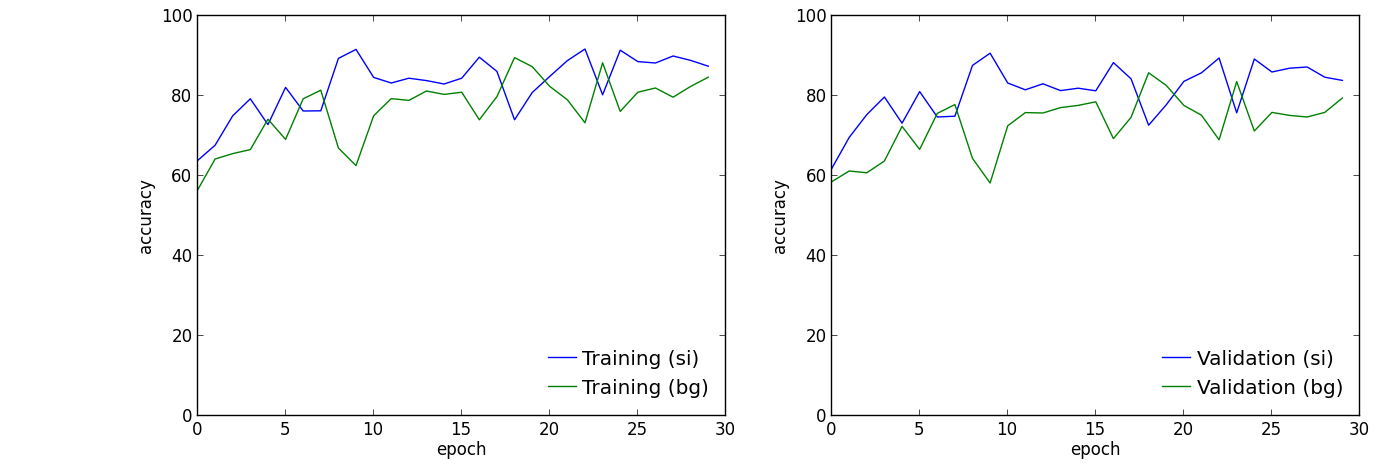 100
80
60
40
20
0
accuracy
Training (si)
Training (bg)
0 5 10 15 20 25 30
epoch
100
80
60
40
20
0
accuracy
Validation (si)
Validation (bg)
0 5 10 15 20 25 30
epoch